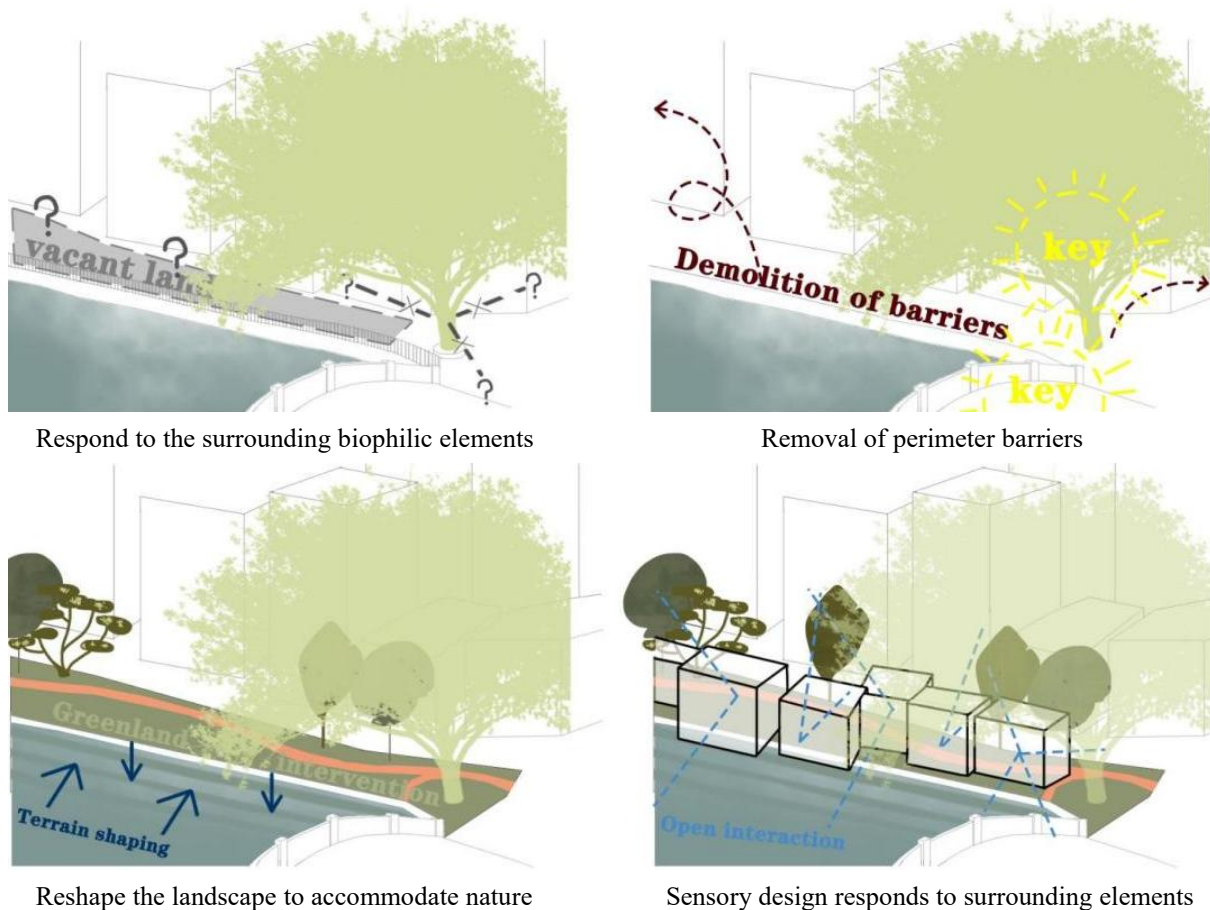 ?
?
vacant land
?
?
?
key
Demolition of barriers
key
Respond to the surrounding biophilic elements
Removal of perimeter barriers
Greenland intervention
Terrain shaping
Open interaction
Reshape the landscape to accommodate nature
Sensory design responds to surrounding elements